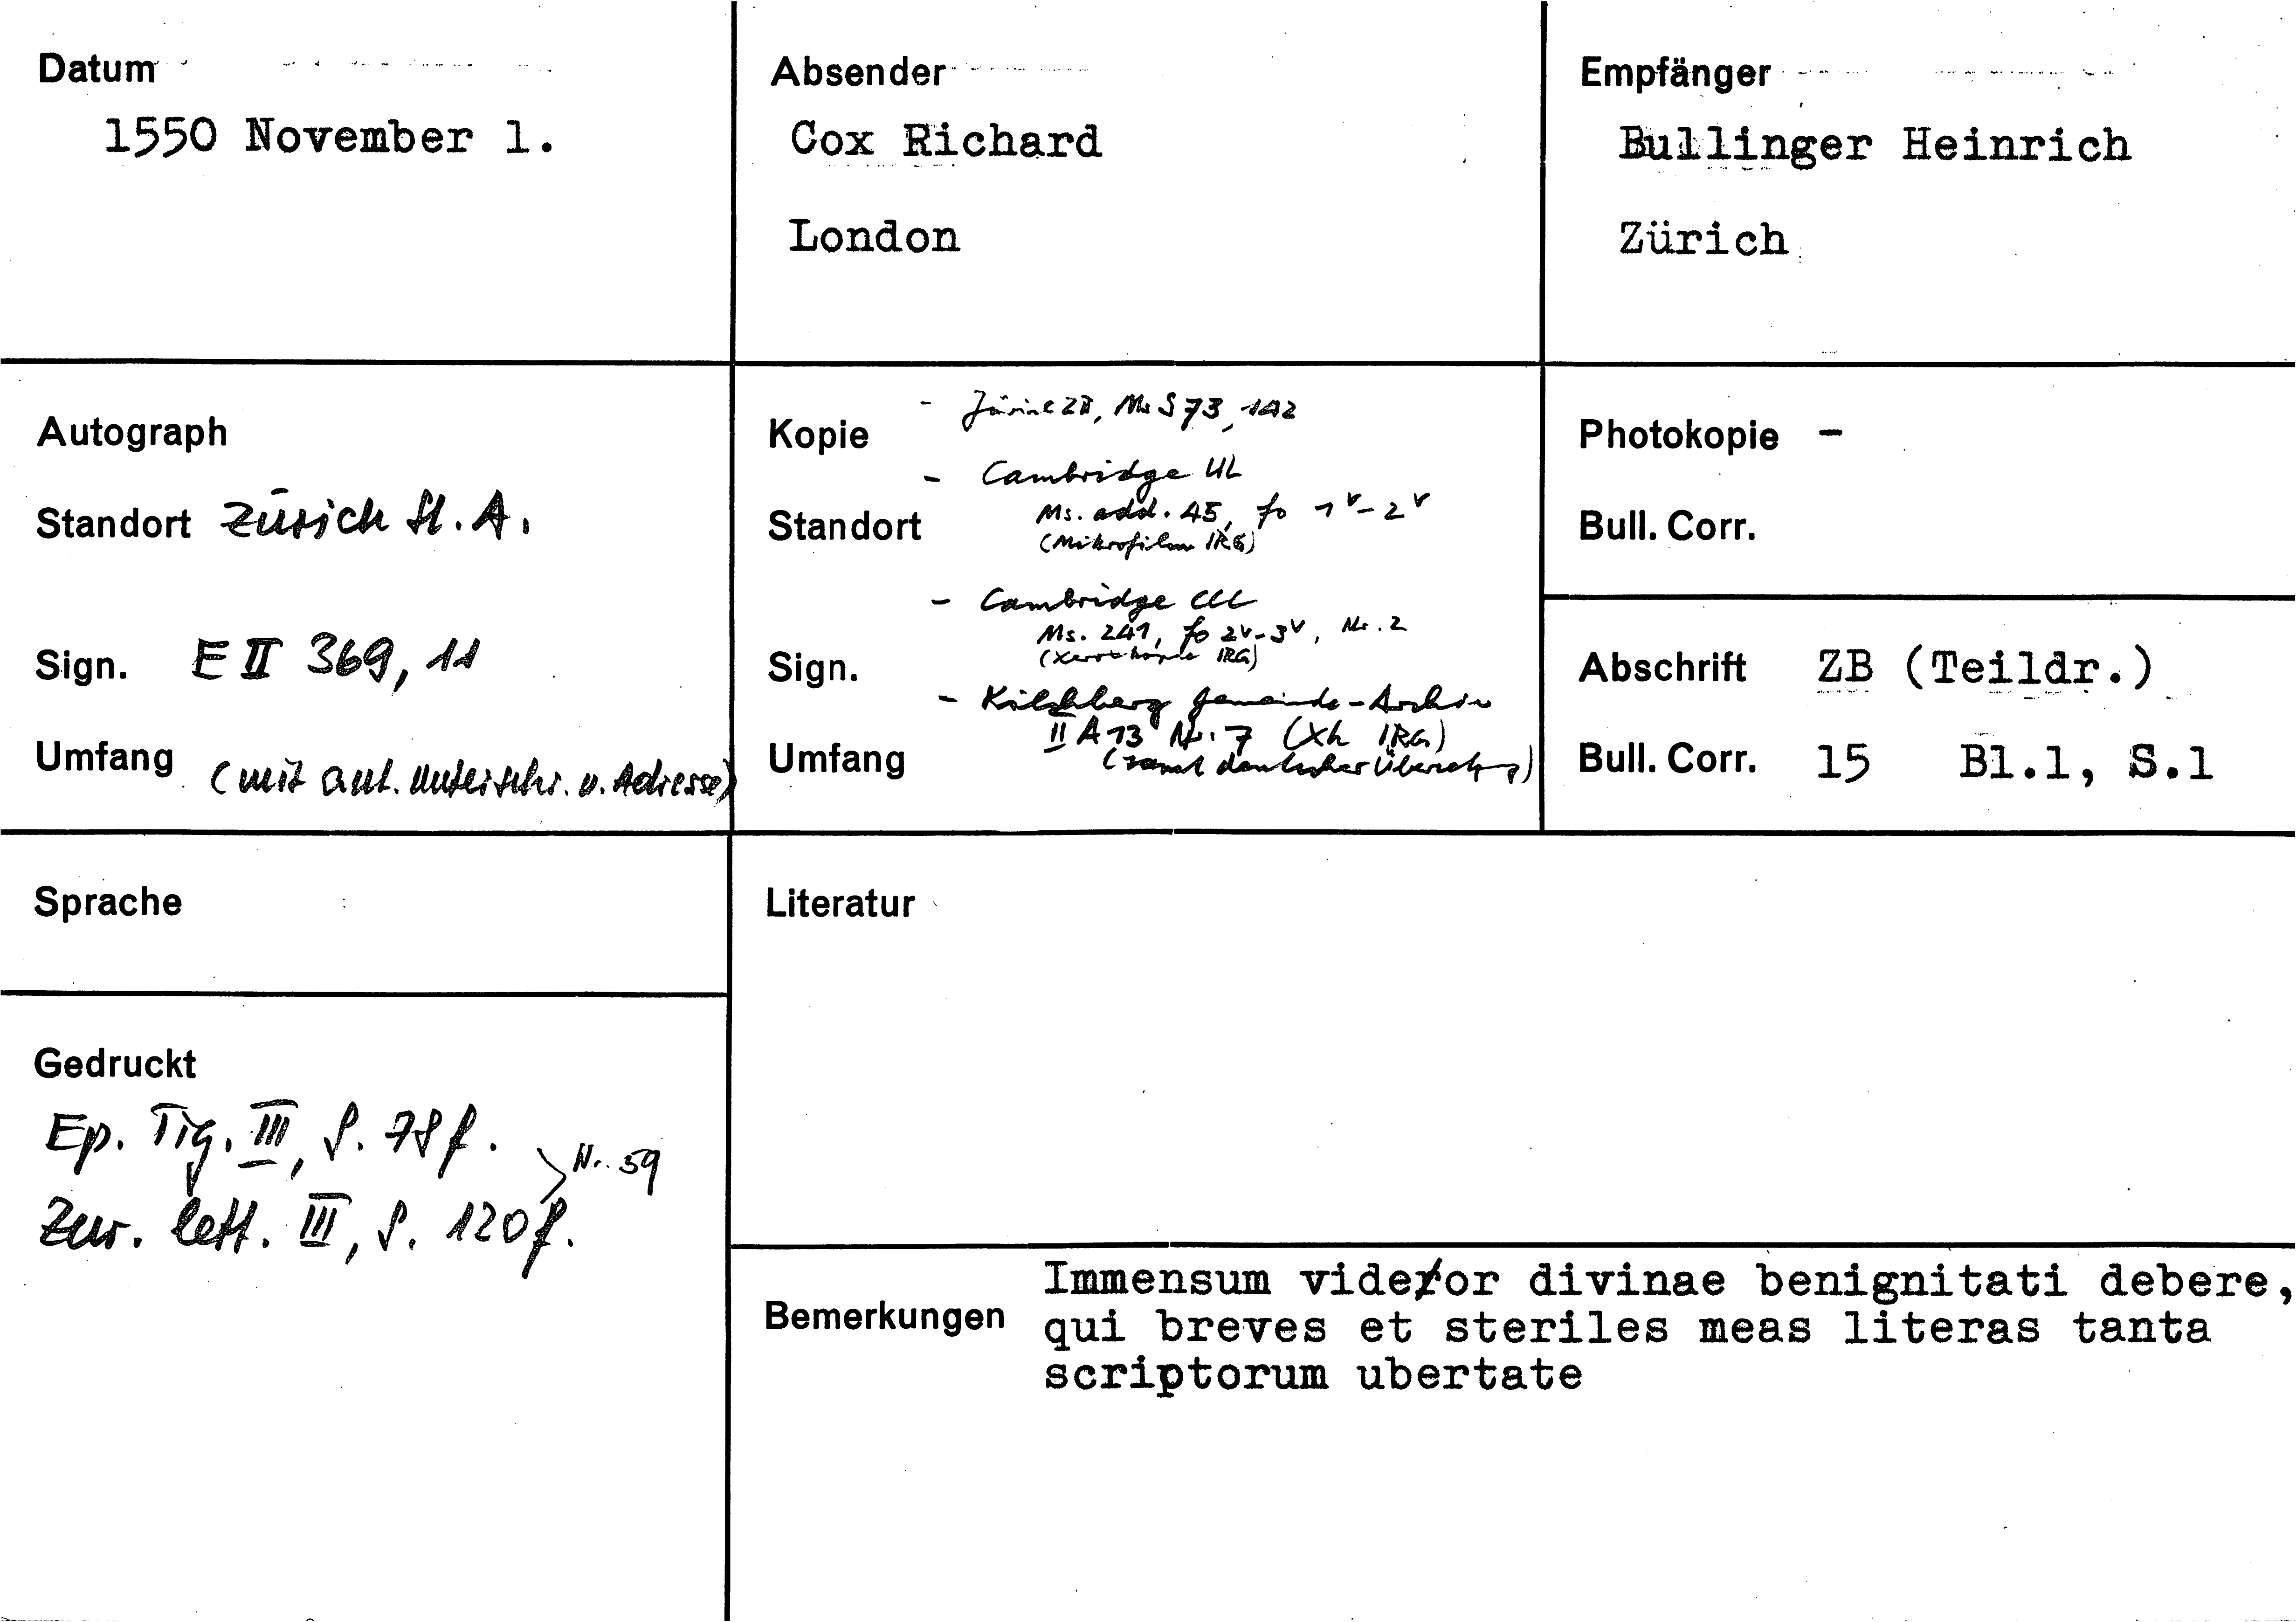 Datum
1550 November 1.
Absender
Cox Richard
London
Empfänger
Bullinger Heinrich
Zürich
Autograph
Standort Zürich St. A.
Sign. E II 369, 11
Umfang (mit aut. Unterschr. u. Adresse)
Kopie
Standort
Sign.
Umfang
- Zürich ZB, Ms S 73, 142
- Cambridge UL
Ms. add. 45, fo 1v-2v
(Mikrofilm IRG)
- Cambridge CCC
Ms. 241, fo 2v-3v, Nr. 2
(Xerokopie IRG)
- Kilchberg Gemeinde-Archiv
II A 13 Nr. 7 (Xk IRG)
(samt deutscher Übersetzung)
Photokopie -
Bull. Corr.
Abschrift ZB (Teildr.)
Bull. Corr. 15 Bl.1, S.1
Sprache
Literatur
Gedruckt
Ep. Tig. III, S. 78 f.
Zur. lett. III, S. 120 f.
Nr. 59
Bemerkungen
Immensum videor divinae benignitati debere,
qui breves et steriles meas literas tanta
scriptorum ubertate